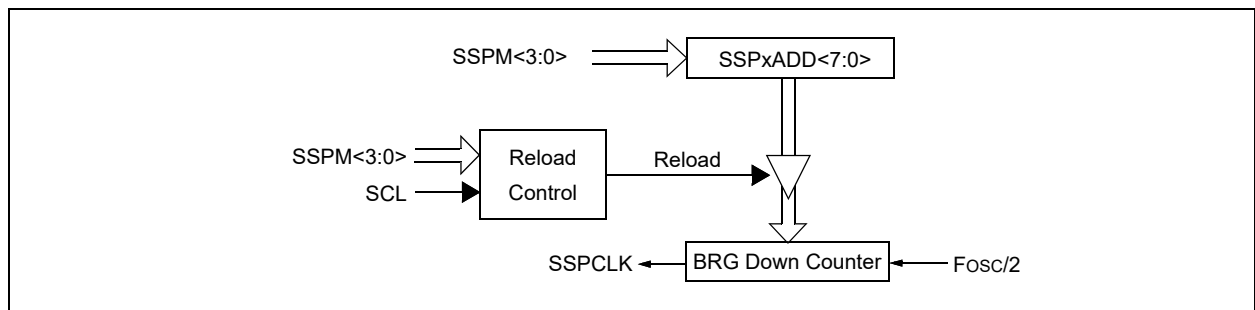 SSPM<3:0>
SSPxADD<7:0>
SSPM<3:0>
SCL
Reload
Control
Reload
SSPCLK
BRG Down Counter
FOSC/2